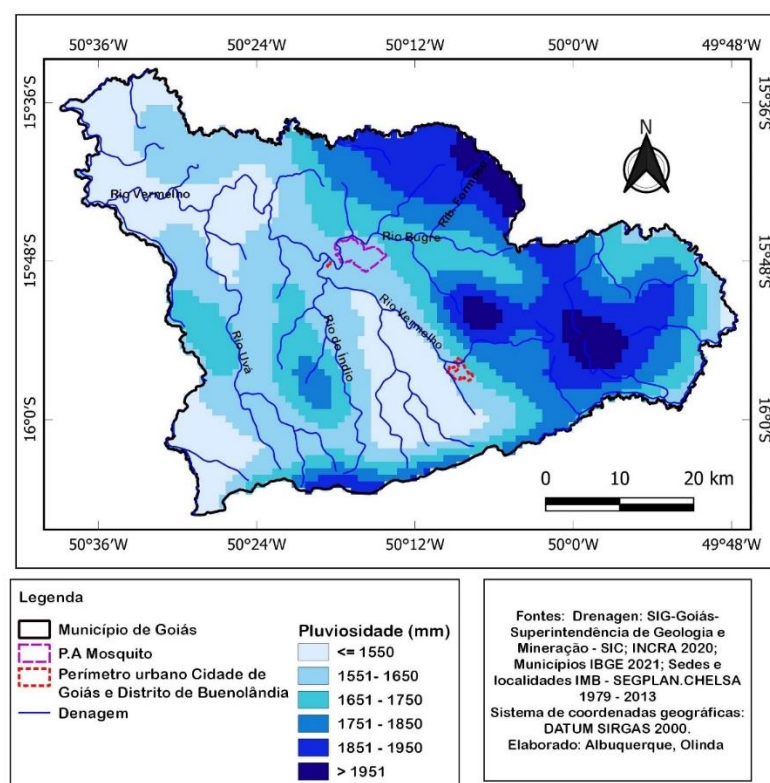 50°36'W 50°24'W 50°12'W 50°0'W 49°48'W
15°36'S 15°36'S
N
Rio Vermelho
Rib. Formoso
Rio Bugre
15°48'S 15°48'S
Rio Vermelho
Rio do Índio
Rio Uvá
16°0'S 16°0'S
0 10 20 km
50°36'W 50°24'W 50°12'W 50°0'W 49°48'W
Legenda
Município de Goiás
P.A Mosquito
Perímetro urbano Cidade de
Goiás e Distrito de Buenolândia
Denagem
Pluviosidade (mm)
<= 1550
1551- 1650
1651 - 1750
1751 - 1850
1851 - 1950
> 1951
Fontes: Drenagen: SIG-Goiás-
Superintendência de Geologia e
Mineração - SIC; INCRA 2020;
Municípios IBGE 2021; Sedes e
localidades IMB - SEGPLAN.CHELSA
1979 - 2013
Sistema de coordenadas geográficas:
DATUM SIRGAS 2000.
Elaborado: Albuquerque, Olinda